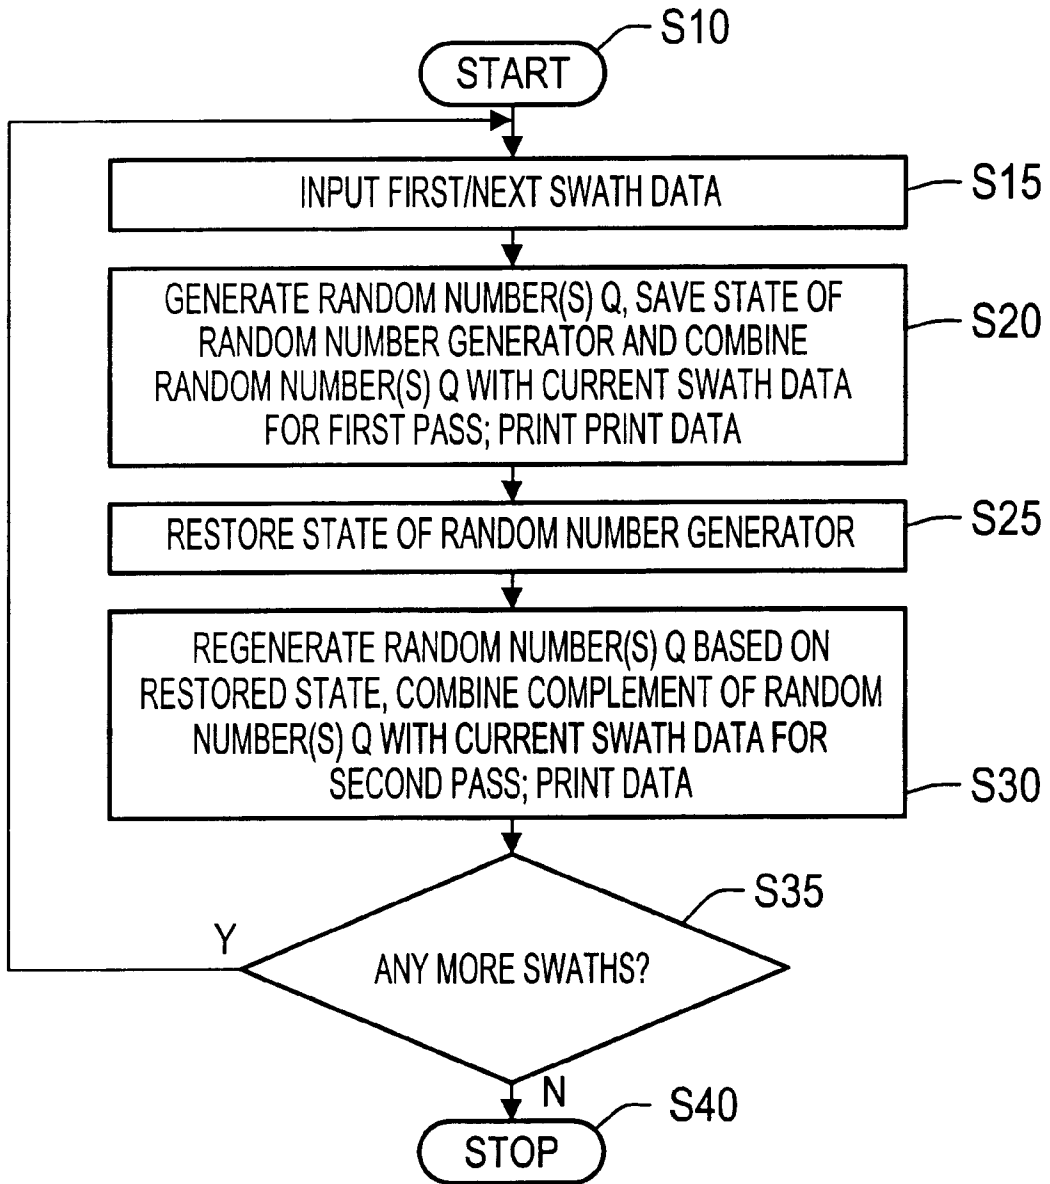 S10
START
INPUT FIRST/NEXT SWATH DATA
S15
GENERATE RANDOM NUMBER(S) Q, SAVE STATE OF
RANDOM NUMBER GENERATOR AND COMBINE
RANDOM NUMBER(S) Q WITH CURRENT SWATH DATA
FOR FIRST PASS; PRINT PRINT DATA
S20
RESTORE STATE OF RANDOM NUMBER GENERATOR
S25
REGENERATE RANDOM NUMBER(S) Q BASED ON
RESTORED STATE, COMBINE COMPLEMENT OF RANDOM
NUMBER(S) Q WITH CURRENT SWATH DATA FOR
SECOND PASS; PRINT DATA
S30
S35
Y
ANY MORE SWATHS?
N
S40
STOP